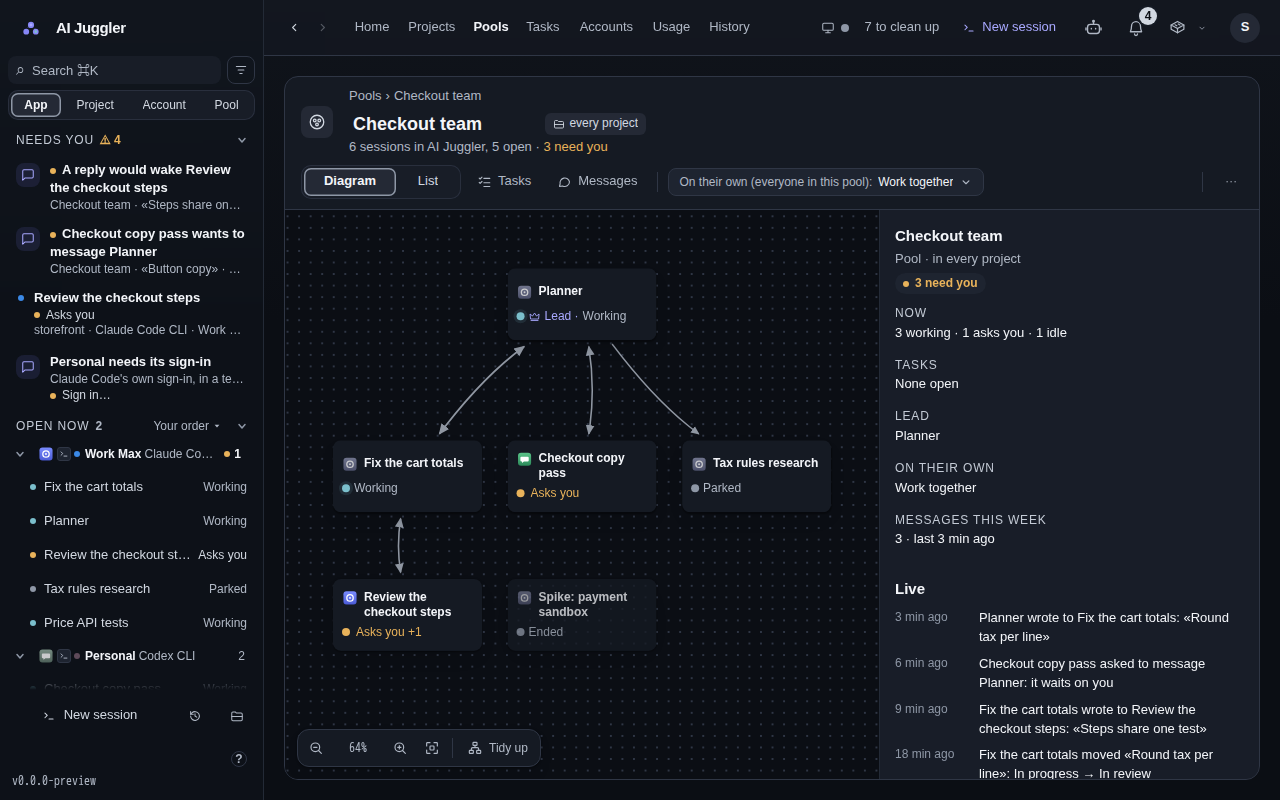 AI Juggler
Search ⌘K
App Project Account Pool
NEEDS YOU 4
A reply would wake Review the checkout steps
Checkout team · «Steps share on…
Checkout copy pass wants to message Planner
Checkout team · «Button copy» · …
Review the checkout steps
Asks you
storefront · Claude Code CLI · Work …
Personal needs its sign-in
Claude Code's own sign-in, in a te…
Sign in…
OPEN NOW 2 Your order
Work Max Claude Co… 1
Fix the cart totals Working
Planner Working
Review the checkout st… Asks you
Tax rules research Parked
Price API tests Working
Personal Codex CLI 2
Checkout copy pass Working
New session
?
v0.0.0-preview
Home Projects Pools Tasks Accounts Usage History
7 to clean up
New session
4
S
Pools › Checkout team
Checkout team
every project
6 sessions in AI Juggler, 5 open · 3 need you
Diagram List Tasks Messages
On their own (everyone in this pool): Work together
Planner
Lead · Working
Fix the cart totals
Working
Checkout copy pass
Asks you
Tax rules research
Parked
Review the checkout steps
Asks you +1
Spike: payment sandbox
Ended
64% Tidy up
Checkout team
Pool · in every project
3 need you
NOW
3 working · 1 asks you · 1 idle
TASKS
None open
LEAD
Planner
ON THEIR OWN
Work together
MESSAGES THIS WEEK
3 · last 3 min ago
Live
3 min ago Planner wrote to Fix the cart totals: «Round tax per line»
6 min ago Checkout copy pass asked to message Planner: it waits on you
9 min ago Fix the cart totals wrote to Review the checkout steps: «Steps share one test»
18 min ago Fix the cart totals moved «Round tax per line»: In progress → In review